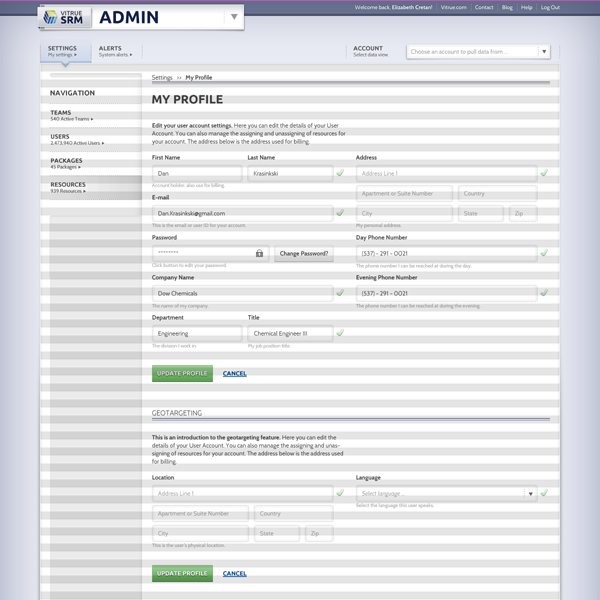 VITRUE
SRM
ADMIN
Welcome back, Elizabeth Cretan! Vitrue.com Contact Blog Help Log Out
SETTINGS
My settings
ALERTS
System alerts
ACCOUNT
Select data view.
Choose an account to pull data from...
NAVIGATION
TEAMS
540 Active Teams
USERS
2,473,940 Active Users
PACKAGES
45 Packages
RESOURCES
939 Resources
Settings ›› My Profile
MY PROFILE
Edit your user account settings. Here you can edit the details of your User
Account. You can also manage the assigning and unassigning of resources for
your account. The address below is the address used for billing.
First Name
Last Name
Dan
Krasinkski
Account holder, also use for billing.
E-mail
Dan.Krasinkski@gmail.com
This is the email or user ID for your account.
Password
********
Change Password?
Click button to edit your password.
Company Name
Dow Chemicals
The name of my company.
Department
Title
Engineering
Chemical Engineer III
The division I work in.
My job position title.
Address
Address Line 1
Apartment or Suite Number
Country
City
State
Zip
My personal address.
Day Phone Number
(537) - 291 - 0021
The phone number I can be reached at during the day.
Evening Phone Number
(537) - 291 - 0021
The phone number I can be reached at during the evening.
UPDATE PROFILE
CANCEL
GEOTARGETING
This is an introduction to the geotargeting feature. Here you can edit the
details of your User Account. You can also manage the assigning and unas-
signing of resources for your account. The address below is the address used
for billing.
Location
Address Line 1
Apartment or Suite Number
Country
City
State
Zip
This is the user's physical location.
Language
Select language ...
Select the language this user speaks.
UPDATE PROFILE
CANCEL